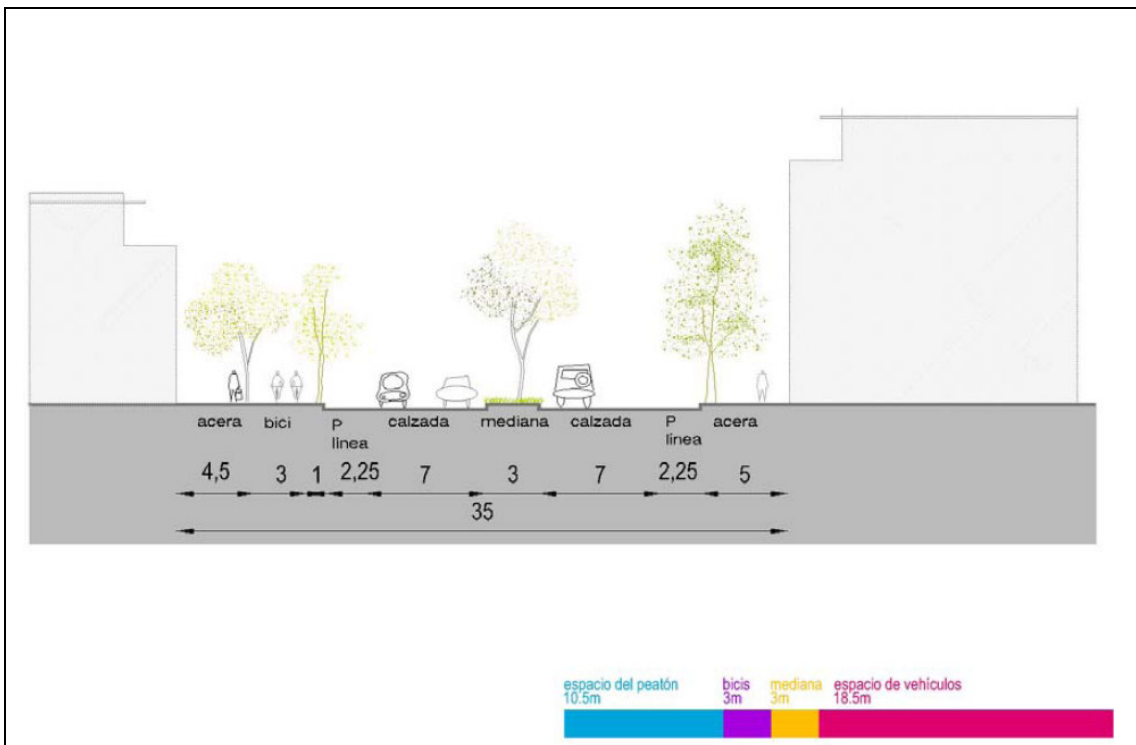 acera bici P línea calzada mediana calzada P línea acera
4,5 3 1 2,25 7 3 7 2,25 5
35
espacio del peatón bicis mediana espacio de vehículos
10.5m 3m 3m 18.5m